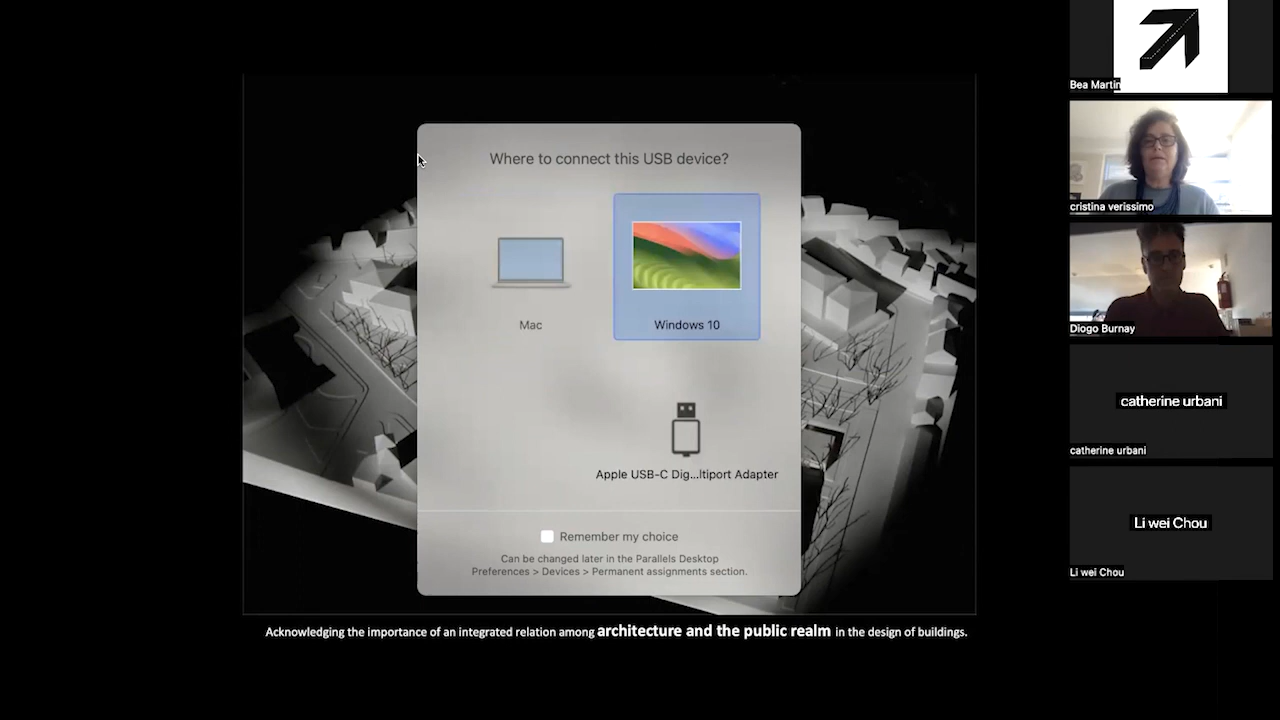 Where to connect this USB device?
Mac
Windows 10
Apple USB-C Dig...ltiport Adapter
Remember my choice
Can be changed later in the Parallels Desktop
Preferences > Devices > Permanent assignments section.
Acknowledging the importance of an integrated relation among architecture and the public realm in the design of buildings.
Bea Martin
cristina verissimo
Diogo Burnay
catherine urbani
catherine urbani
Li wei Chou
Li wei Chou